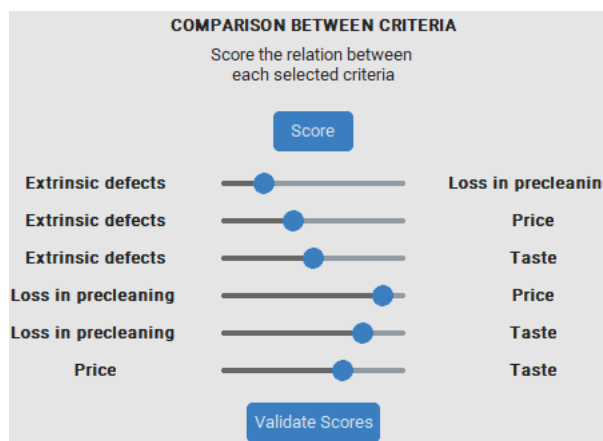 COMPARISON BETWEEN CRITERIA
Score the relation between
each selected criteria
Score
Extrinsic defects Loss in precleanin
Extrinsic defects Price
Extrinsic defects Taste
Loss in precleaning Price
Loss in precleaning Taste
Price Taste
Validate Scores